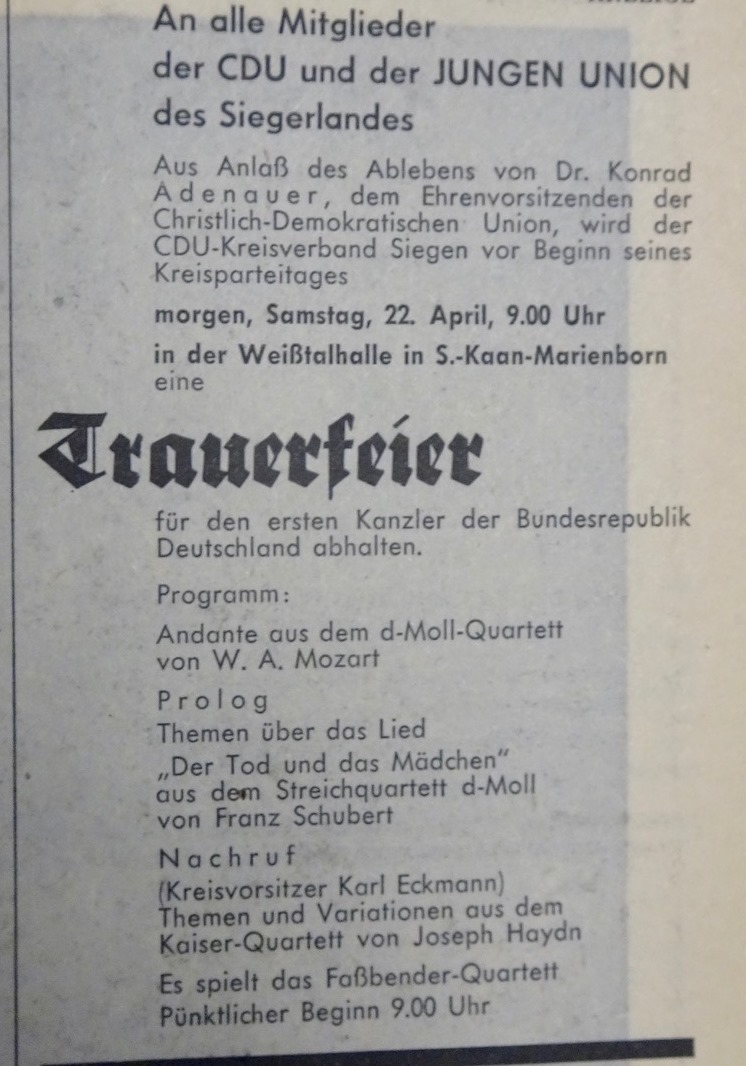 An alle Mitglieder
der CDU und der JUNGEN UNION
des Siegerlandes
Aus Anlaß des Ablebens von Dr. Konrad
Adenauer, dem Ehrenvorsitzenden der
Christlich-Demokratischen Union, wird der
CDU-Kreisverband Siegen vor Beginn seines
Kreisparteitages
morgen, Samstag, 22. April, 9.00 Uhr
in der Weißtalhalle in S.-Kaan-Marienborn
eine
Trauerfeier
für den ersten Kanzler der Bundesrepublik
Deutschland abhalten.
Programm:
Andante aus dem d-Moll-Quartett
von W. A. Mozart
Prolog
Themen über das Lied
„Der Tod und das Mädchen"
aus dem Streichquartett d-Moll
von Franz Schubert
Nachruf
(Kreisvorsitzer Karl Eckmann)
Themen und Variationen aus dem
Kaiser-Quartett von Joseph Haydn
Es spielt das Faßbender-Quartett
Pünktlicher Beginn 9.00 Uhr